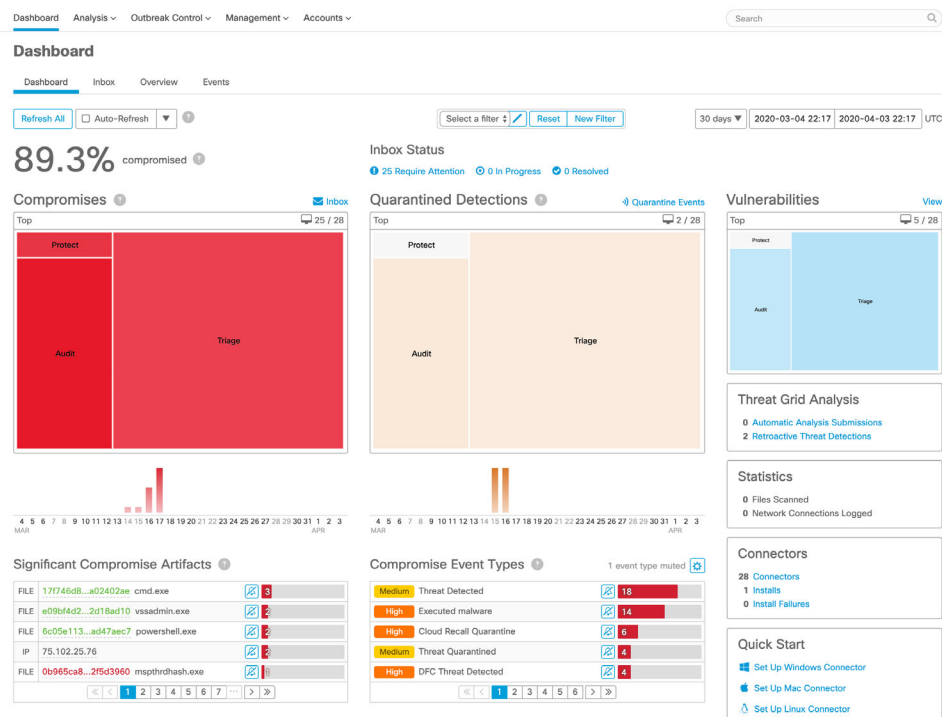 Dashboard Analysis Outbreak Control Management Accounts Search
Dashboard
Dashboard Inbox Overview Events
Refresh All Auto-Refresh ? Select a filter Reset New Filter 30 days 2020-03-04 22:17 2020-04-03 22:17 UTC
89.3% compromised ?
Inbox Status
25 Require Attention 0 In Progress 0 Resolved
Compromises ? Inbox
Top 25 / 28
Protect
Audit
Triage
4 5 6 7 8 9 10 11 12 13 14 15 16 17 18 19 20 21 22 23 24 25 26 27 28 29 30 31 1 2 3
MAR APR
Quarantined Detections ? Quarantine Events
Top 2 / 28
Protect
Audit
Triage
4 5 6 7 8 9 10 11 12 13 14 15 16 17 18 19 20 21 22 23 24 25 26 27 28 29 30 31 1 2 3
MAR APR
Vulnerabilities View
Top 5 / 28
Protect
Audit
Triage
Threat Grid Analysis
0 Automatic Analysis Submissions
2 Retroactive Threat Detections
Statistics
0 Files Scanned
0 Network Connections Logged
Connectors
28 Connectors
1 Installs
0 Install Failures
Quick Start
Set Up Windows Connector
Set Up Mac Connector
Set Up Linux Connector
Significant Compromise Artifacts ?
FILE 17f746d8...a02402ae cmd.exe 3
FILE e09bf4d2...2d18ad10 vssadmin.exe 2
FILE 6c05e113...ad47aec7 powershell.exe 2
IP 75.102.25.76 2
FILE 0b965ca8...2f5d3960 mspthrdhash.exe
« < 1 2 3 4 5 6 7 ... > »
Compromise Event Types ? 1 event type muted
Medium Threat Detected 18
High Executed malware 14
High Cloud Recall Quarantine 6
Medium Threat Quarantined 4
High DFC Threat Detected 4
« < 1 2 3 4 5 6 > »